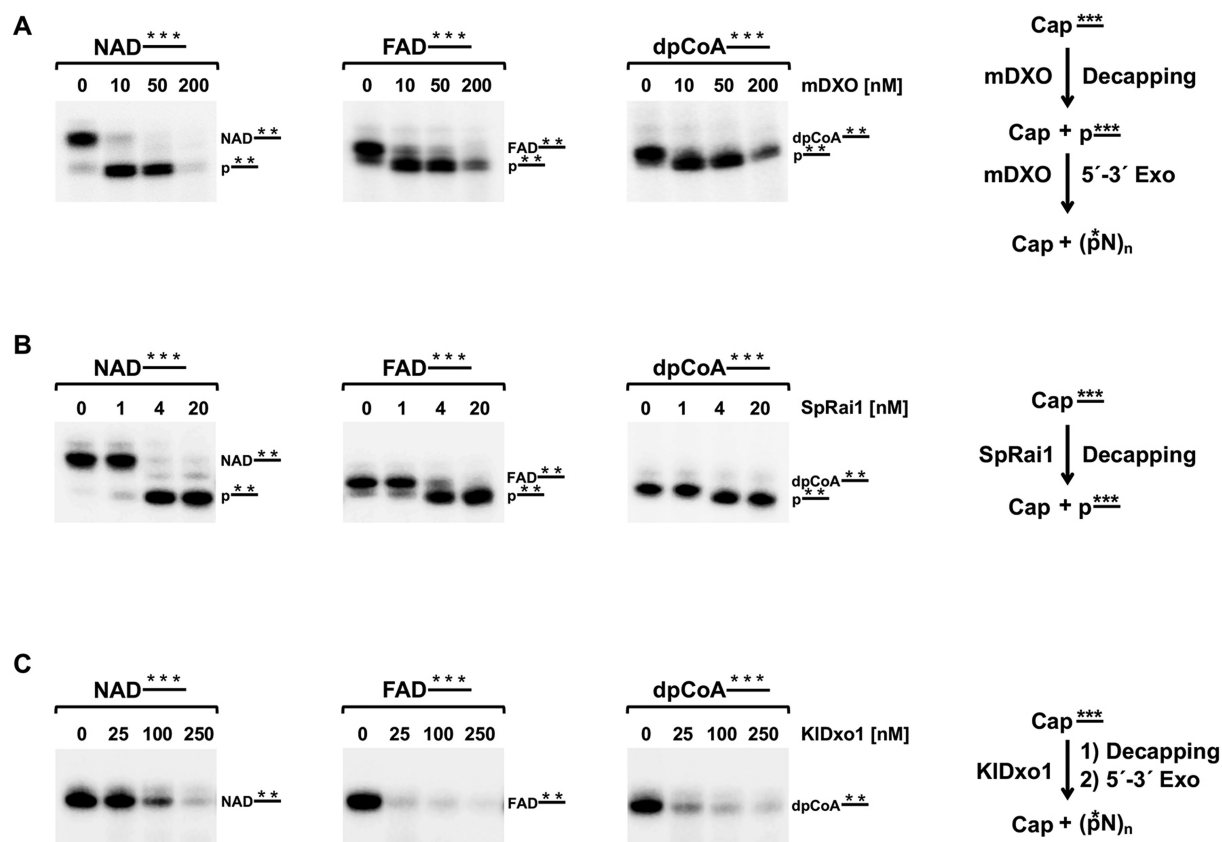 A
NAD***
0 10 50 200
NAD**
p**
FAD***
0 10 50 200
FAD**
p**
dpCoA***
0 10 50 200
mDXO [nM]
dpCoA**
p**
Cap***
mDXO Decapping
Cap + p***
mDXO 5´-3´ Exo
Cap + (p*N)n
B
NAD***
0 1 4 20
NAD**
p**
FAD***
0 1 4 20
FAD**
p**
dpCoA***
0 1 4 20
SpRai1 [nM]
dpCoA**
p**
Cap***
SpRai1 Decapping
Cap + p***
C
NAD***
0 25 100 250
NAD**
FAD***
0 25 100 250
FAD**
dpCoA***
0 25 100 250
KlDxo1 [nM]
dpCoA**
Cap***
KlDxo1
1) Decapping
2) 5´-3´ Exo
Cap + (p*N)n